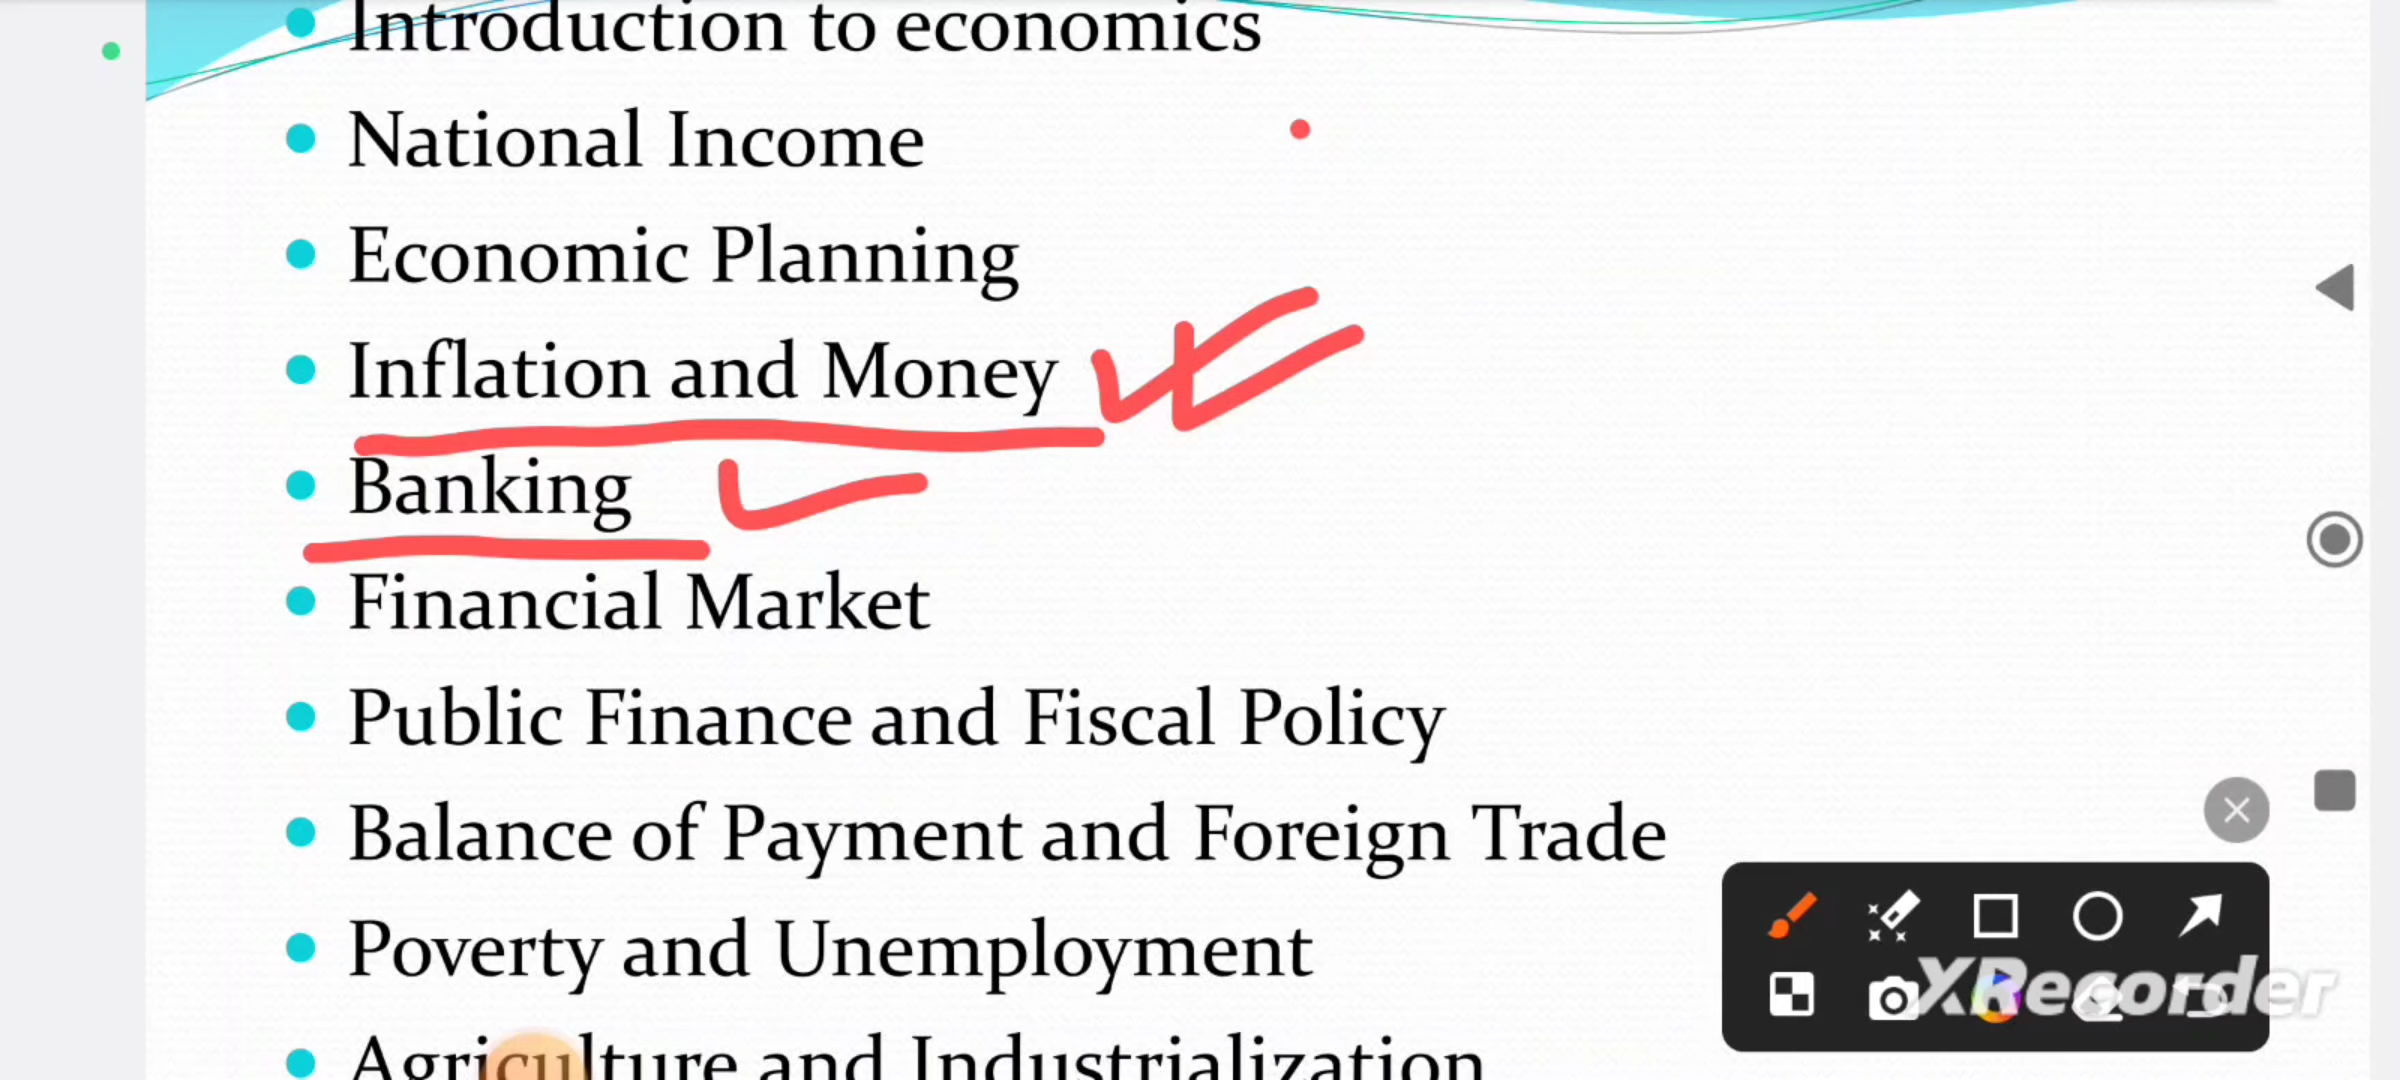 Introduction to economics
National Income
Economic Planning
Inflation and Money
Banking
Financial Market
Public Finance and Fiscal Policy
Balance of Payment and Foreign Trade
Poverty and Unemployment
Agriculture and Industrialization
XRecorder